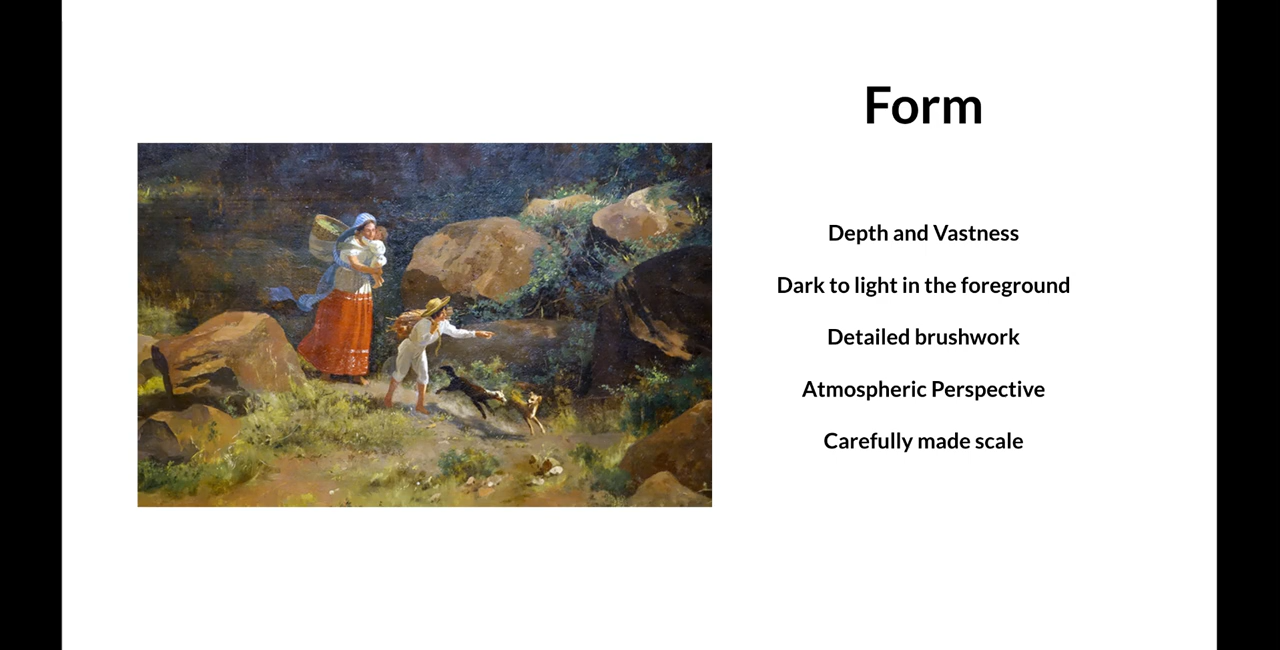 Form
Depth and Vastness
Dark to light in the foreground
Detailed brushwork
Atmospheric Perspective
Carefully made scale